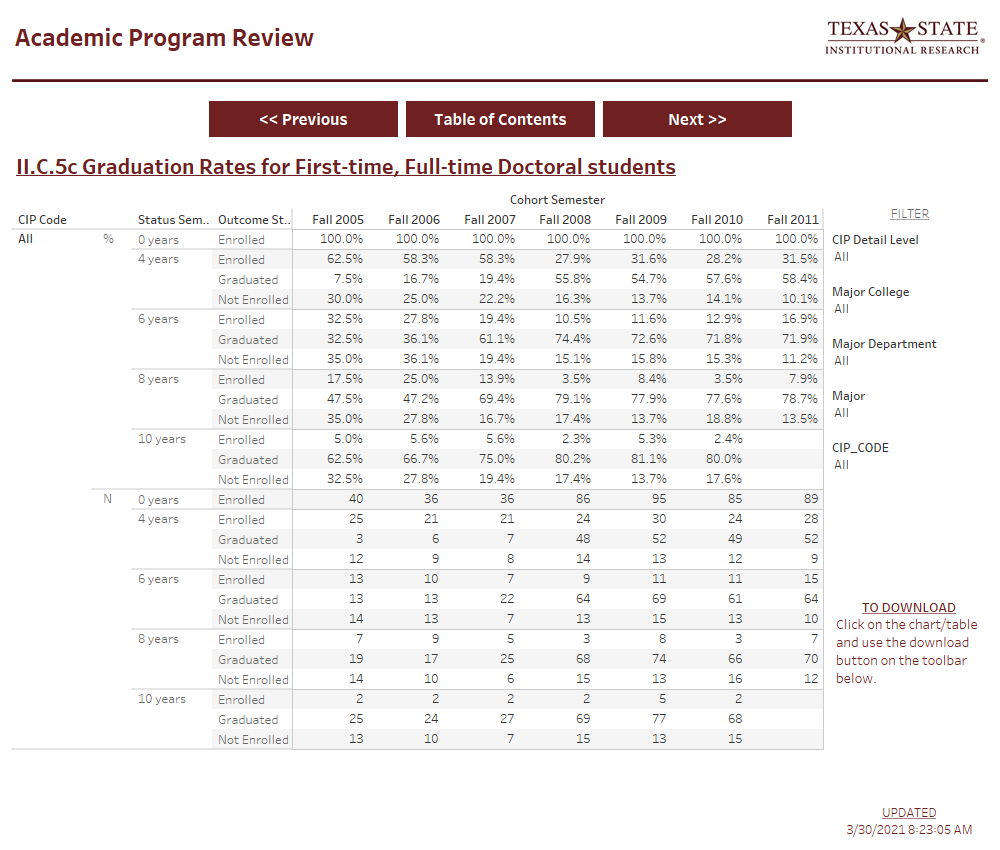 Academic Program Review
TEXAS STATE
INSTITUTIONAL RESEARCH
<< Previous
Table of Contents
Next >>
II.C.5c Graduation Rates for First-time, Full-time Doctoral students
Cohort Semester
CIP Code Status Sem.. Outcome St.. Fall 2005 Fall 2006 Fall 2007 Fall 2008 Fall 2009 Fall 2010 Fall 2011
All % 0 years Enrolled 100.0% 100.0% 100.0% 100.0% 100.0% 100.0% 100.0%
4 years Enrolled 62.5% 58.3% 58.3% 27.9% 31.6% 28.2% 31.5%
Graduated 7.5% 16.7% 19.4% 55.8% 54.7% 57.6% 58.4%
Not Enrolled 30.0% 25.0% 22.2% 16.3% 13.7% 14.1% 10.1%
6 years Enrolled 32.5% 27.8% 19.4% 10.5% 11.6% 12.9% 16.9%
Graduated 32.5% 36.1% 61.1% 74.4% 72.6% 71.8% 71.9%
Not Enrolled 35.0% 36.1% 19.4% 15.1% 15.8% 15.3% 11.2%
8 years Enrolled 17.5% 25.0% 13.9% 3.5% 8.4% 3.5% 7.9%
Graduated 47.5% 47.2% 69.4% 79.1% 77.9% 77.6% 78.7%
Not Enrolled 35.0% 27.8% 16.7% 17.4% 13.7% 18.8% 13.5%
10 years Enrolled 5.0% 5.6% 5.6% 2.3% 5.3% 2.4%
Graduated 62.5% 66.7% 75.0% 80.2% 81.1% 80.0%
Not Enrolled 32.5% 27.8% 19.4% 17.4% 13.7% 17.6%
N 0 years Enrolled 40 36 36 86 95 85 89
4 years Enrolled 25 21 21 24 30 24 28
Graduated 3 6 7 48 52 49 52
Not Enrolled 12 9 8 14 13 12 9
6 years Enrolled 13 10 7 9 11 11 15
Graduated 13 13 22 64 69 61 64
Not Enrolled 14 13 7 13 15 13 10
8 years Enrolled 7 9 5 3 8 3 7
Graduated 19 17 25 68 74 66 70
Not Enrolled 14 10 6 15 13 16 12
10 years Enrolled 2 2 2 2 5 2
Graduated 25 24 27 69 77 68
Not Enrolled 13 10 7 15 13 15
FILTER
CIP Detail Level
All
Major College
All
Major Department
All
Major
All
CIP_CODE
All
TO DOWNLOAD
Click on the chart/table
and use the download
button on the toolbar
below.
UPDATED
3/30/2021 8:23:05 AM